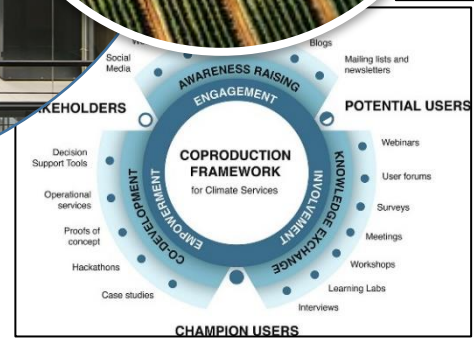 Blogs
Social
Media
Mailing lists and
newsletters
AWARENESS RAISING
ENGAGEMENT
POTENTIAL USERS
Decision
Support Tools
Operational
services
Proofs of
concept
Hackathons
Case studies
CO-DEVELOPMENT
EMPOWERMENT
COPRODUCTION
FRAMEWORK
for Climate Services
INVOLVEMENT
KNOWLEDGE EXCHANGE
Webinars
User forums
Surveys
Meetings
Workshops
Learning Labs
Interviews
CHAMPION USERS